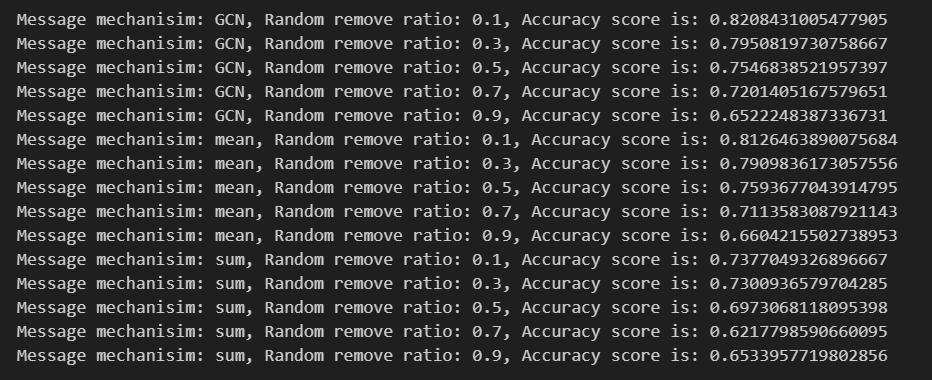 Message mechanisim: GCN, Random remove ratio: 0.1, Accuracy score is: 0.8208431005477905
Message mechanisim: GCN, Random remove ratio: 0.3, Accuracy score is: 0.7950819730758667
Message mechanisim: GCN, Random remove ratio: 0.5, Accuracy score is: 0.7546838521957397
Message mechanisim: GCN, Random remove ratio: 0.7, Accuracy score is: 0.7201405167579651
Message mechanisim: GCN, Random remove ratio: 0.9, Accuracy score is: 0.6522248387336731
Message mechanisim: mean, Random remove ratio: 0.1, Accuracy score is: 0.8126463890075684
Message mechanisim: mean, Random remove ratio: 0.3, Accuracy score is: 0.7909836173057556
Message mechanisim: mean, Random remove ratio: 0.5, Accuracy score is: 0.7593677043914795
Message mechanisim: mean, Random remove ratio: 0.7, Accuracy score is: 0.7113583087921143
Message mechanisim: mean, Random remove ratio: 0.9, Accuracy score is: 0.6604215502738953
Message mechanisim: sum, Random remove ratio: 0.1, Accuracy score is: 0.7377049326896667
Message mechanisim: sum, Random remove ratio: 0.3, Accuracy score is: 0.7300936579704285
Message mechanisim: sum, Random remove ratio: 0.5, Accuracy score is: 0.6973068118095398
Message mechanisim: sum, Random remove ratio: 0.7, Accuracy score is: 0.6217798590660095
Message mechanisim: sum, Random remove ratio: 0.9, Accuracy score is: 0.6533957719802856